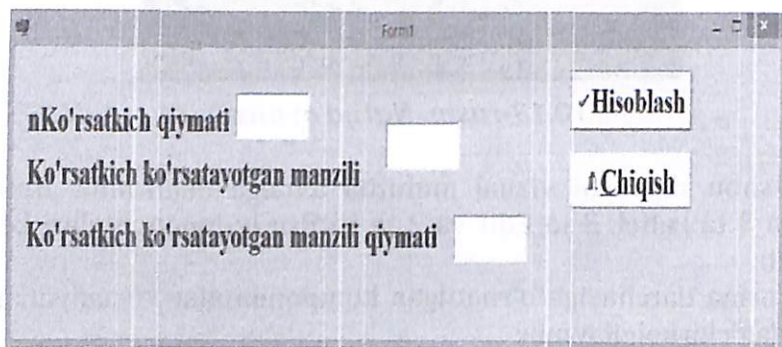 Form1
nKo'rsatkich qiymati
✓Hisoblash
Ko'rsatkich ko'rsatayotgan manzili
Chiqish
Ko'rsatkich ko'rsatayotgan manzili qiymati